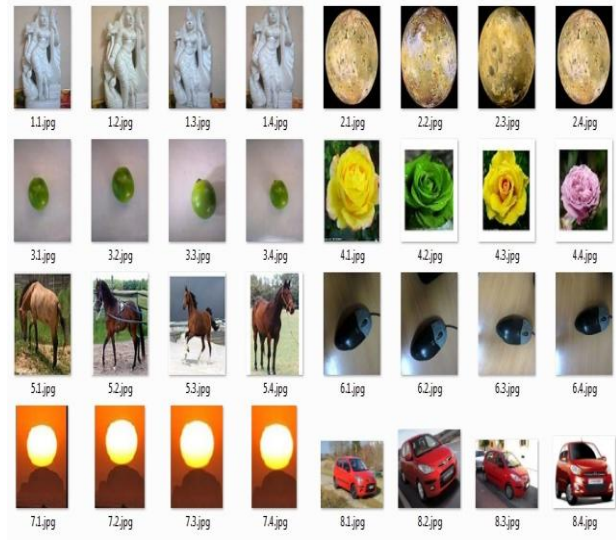 1.1.jpg 1.2.jpg 1.3.jpg 1.4.jpg 2.1.jpg 2.2.jpg 2.3.jpg 2.4.jpg
3.1.jpg 3.2.jpg 3.3.jpg 3.4.jpg 4.1.jpg 4.2.jpg 4.3.jpg 4.4.jpg
5.1.jpg 5.2.jpg 5.3.jpg 5.4.jpg 6.1.jpg 6.2.jpg 6.3.jpg 6.4.jpg
7.1.jpg 7.2.jpg 7.3.jpg 7.4.jpg 8.1.jpg 8.2.jpg 8.3.jpg 8.4.jpg